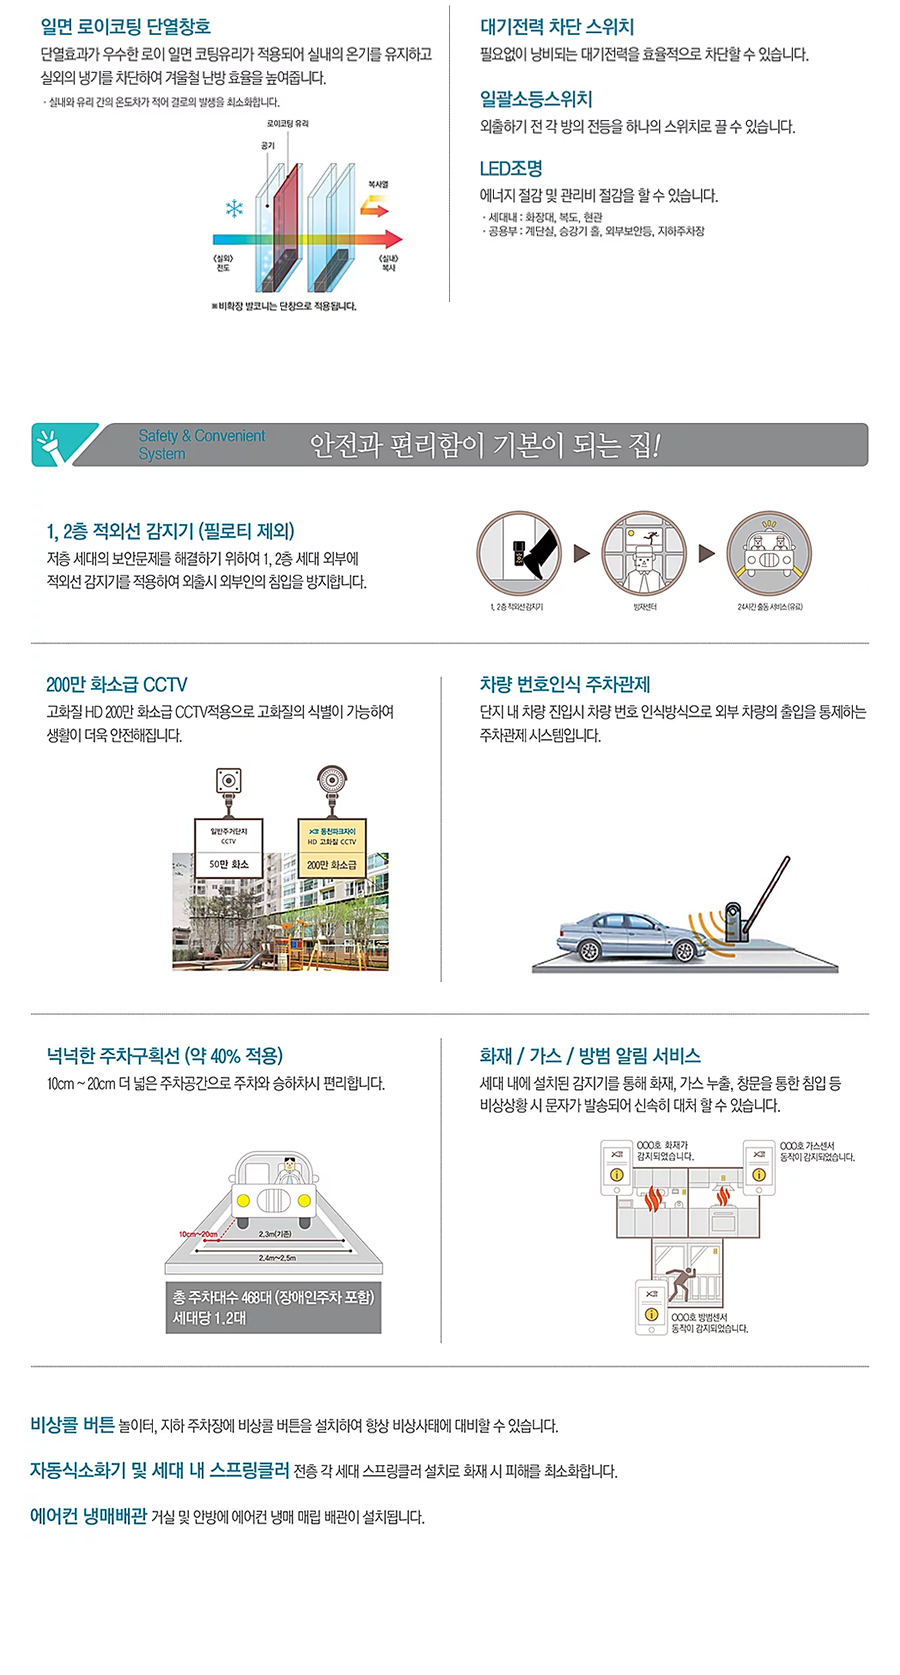 일면 로이코팅 단열창호
단열효과가 우수한 로이 일면 코팅유리가 적용되어 실내의 온기를 유지하고
실외의 냉기를 차단하여 겨울철 난방 효율을 높여줍니다.
· 실내와 유리 간의 온도차가 적어 결로의 발생을 최소화합니다.
로이코팅 유리
공기
복사열
《실외》
전도
《실내》
복사
※비확장 발코니는 단창으로 적용됩니다.
대기전력 차단 스위치
필요없이 낭비되는 대기전력을 효율적으로 차단할 수 있습니다.
일괄소등스위치
외출하기 전 각 방의 전등을 하나의 스위치로 끌 수 있습니다.
LED조명
에너지 절감 및 관리비 절감을 할 수 있습니다.
· 세대내 : 화장대, 복도, 현관
· 공용부 : 계단실, 승강기 홀, 외부보안등, 지하주차장
Safety & Convenient
System
안전과 편리함이 기본이 되는 집!
1, 2층 적외선 감지기 (필로티 제외)
저층 세대의 보안문제를 해결하기 위하여 1, 2층 세대 외부에
적외선 감지기를 적용하여 외출시 외부인의 침입을 방지합니다.
1, 2층 적외선 감지기
방재센터
24시간 출동 서비스(유료)
200만 화소급 CCTV
고화질 HD 200만 화소급 CCTV적용으로 고화질의 식별이 가능하여
생활이 더욱 안전해집니다.
일반주거단지
CCTV
50만 화소
동천파크자이
HD 고화질 CCTV
200만 화소급
차량 번호인식 주차관제
단지 내 차량 진입시 차량 번호 인식방식으로 외부 차량의 출입을 통제하는
주차관제 시스템입니다.
넉넉한 주차구획선 (약 40% 적용)
10cm ~ 20cm 더 넓은 주차공간으로 주차와 승하차시 편리합니다.
10cm~20cm
2.3m(기존)
2.4m~2.5m
총 주차대수 468대 (장애인주차 포함)
세대당 1.2대
화재 / 가스 / 방범 알림 서비스
세대 내에 설치된 감지기를 통해 화재, 가스 누출, 창문을 통한 침입 등
비상상황 시 문자가 발송되어 신속히 대처 할 수 있습니다.
OOO호 화재가
감지되었습니다.
OOO호 가스센서
동작이 감지되었습니다.
OOO호 방범센서
동작이 감지되었습니다.
비상콜 버튼 놀이터, 지하 주차장에 비상콜 버튼을 설치하여 항상 비상사태에 대비할 수 있습니다.
자동식소화기 및 세대 내 스프링클러 전층 각 세대 스프링클러 설치로 화재 시 피해를 최소화합니다.
에어컨 냉매배관 거실 및 안방에 에어컨 냉매 매립 배관이 설치됩니다.